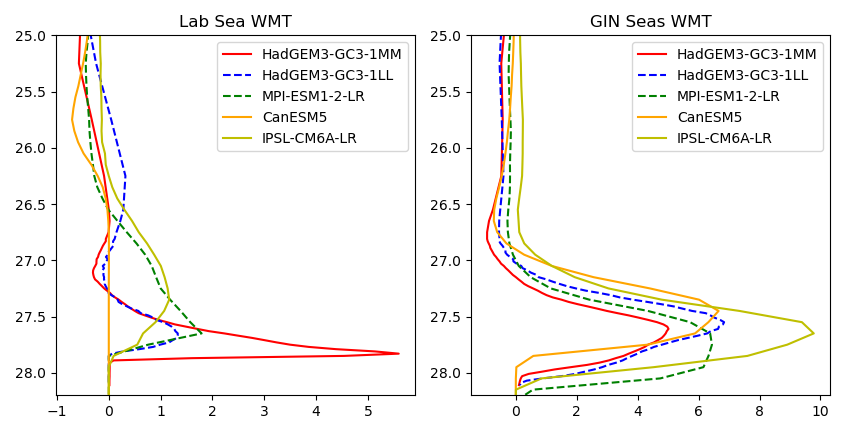 Lab Sea WMT
25.0
25.5
26.0
26.5
27.0
27.5
28.0
−1
0
1
2
3
4
5
HadGEM3-GC3-1MM
HadGEM3-GC3-1LL
MPI-ESM1-2-LR
CanESM5
IPSL-CM6A-LR
GIN Seas WMT
25.0
25.5
26.0
26.5
27.0
27.5
28.0
0
2
4
6
8
10
HadGEM3-GC3-1MM
HadGEM3-GC3-1LL
MPI-ESM1-2-LR
CanESM5
IPSL-CM6A-LR